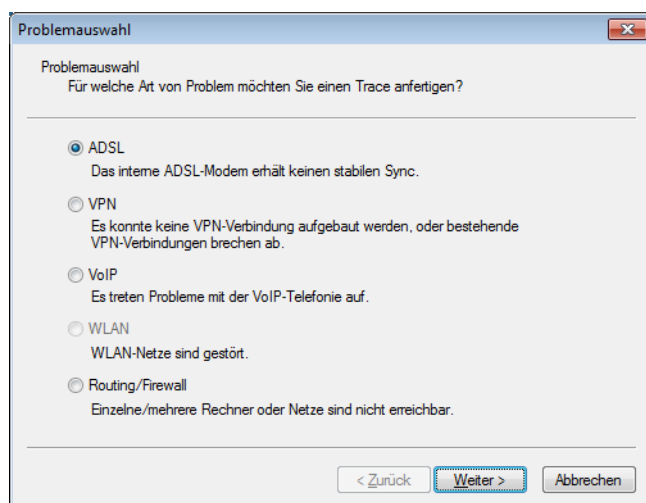 Problemauswahl
Problemauswahl
Für welche Art von Problem möchten Sie einen Trace anfertigen?
ADSL
Das interne ADSL-Modem erhält keinen stabilen Sync.
VPN
Es konnte keine VPN-Verbindung aufgebaut werden, oder bestehende
VPN-Verbindungen brechen ab.
VoIP
Es treten Probleme mit der VoIP-Telefonie auf.
WLAN
WLAN-Netze sind gestört.
Routing/Firewall
Einzelne/mehrere Rechner oder Netze sind nicht erreichbar.
< Zurück Weiter > Abbrechen